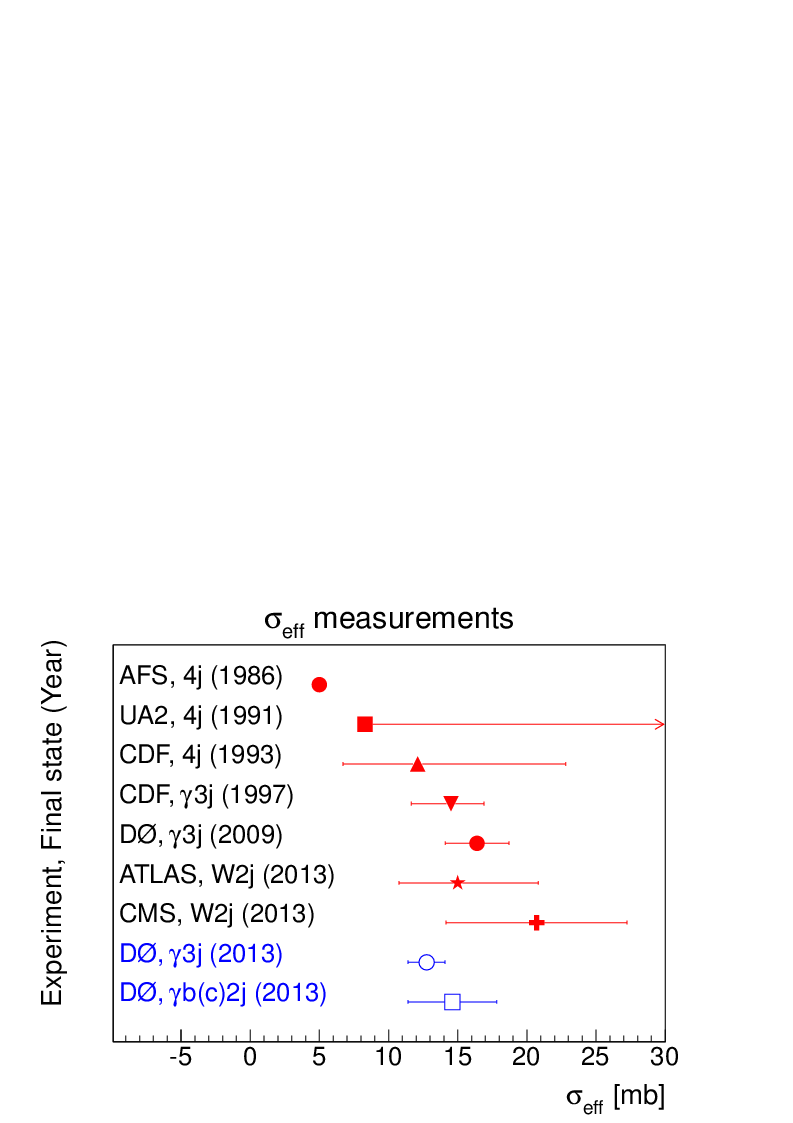 σeff measurements
Experiment, Final state (Year)
AFS, 4j (1986)
UA2, 4j (1991)
CDF, 4j (1993)
CDF, γ3j (1997)
DØ, γ3j (2009)
ATLAS, W2j (2013)
CMS, W2j (2013)
DØ, γ3j (2013)
DØ, γb(c)2j (2013)
-5 0 5 10 15 20 25 30
σeff [mb]